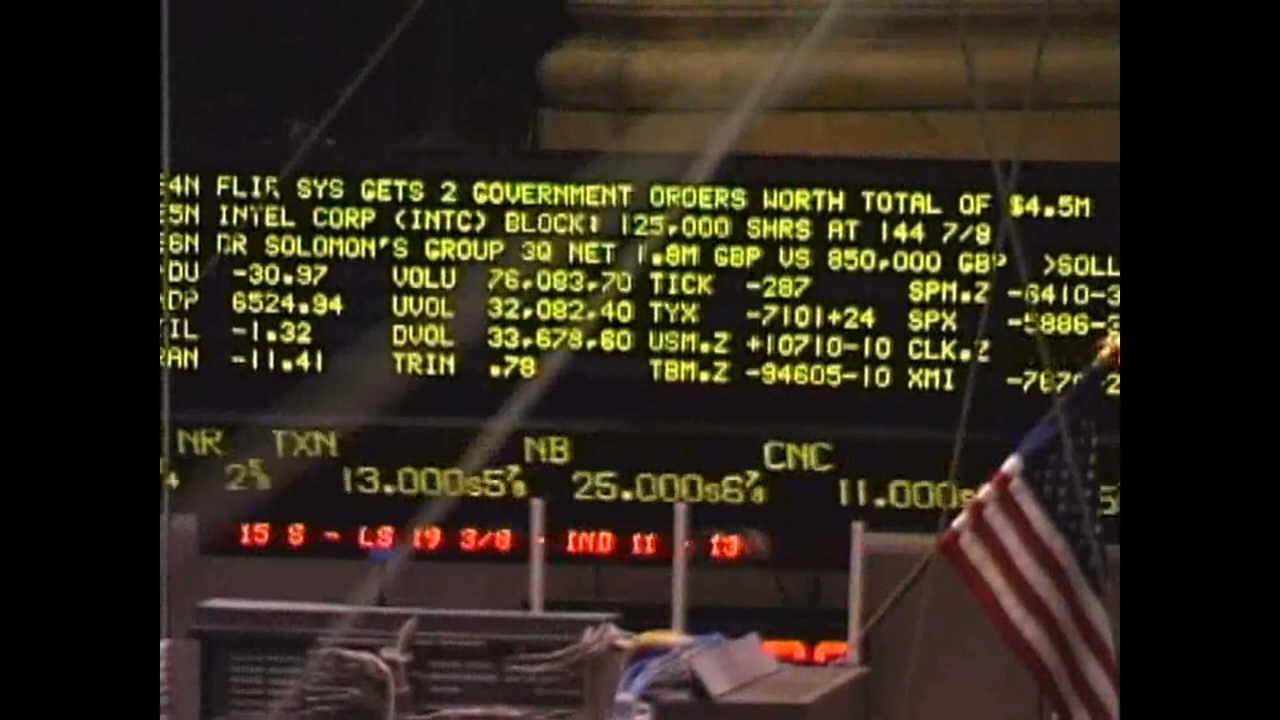 4N FLIR SYS GETS 2 GOVERNMENT ORDERS WORTH TOTAL OF $4.5M
5N INTEL CORP (INTC) BLOCK: 125,000 SHRS AT 144 7/8
6N DR SOLOMON'S GROUP 3Q NET 1.8M GBP VS 850,000 GBP >SOLL
DU -30.97 VOLU 76,083,70 TICK -287 SPM.Z -6410-3
DP 6524.94 UVOL 32,082,40 TYX -7101+24 SPX -5886-3
IL -1.32 DVOL 33,678,60 USM.Z +10710-10 CLK.Z
AN -11.41 TRIN .78 TBM.Z -94605-10 XMI
NR TXN NB CNC
2⅝ 13.000s5⅞ 25.000s6⅞ 11.000s
15 8 - LS 19 3/8 - IND 11 - 13